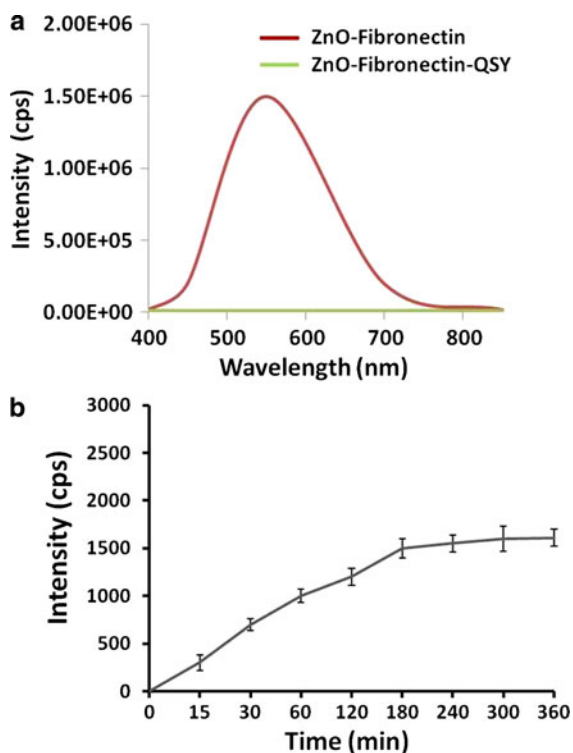 a
2.00E+06
1.50E+06
1.00E+06
5.00E+05
0.00E+00
Intensity (cps)
ZnO-Fibronectin
ZnO-Fibronectin-QSY
400 500 600 700 800
Wavelength (nm)
b
3000
2500
2000
1500
1000
500
0
Intensity (cps)
0 15 30 60 120 180 240 300 360
Time (min)